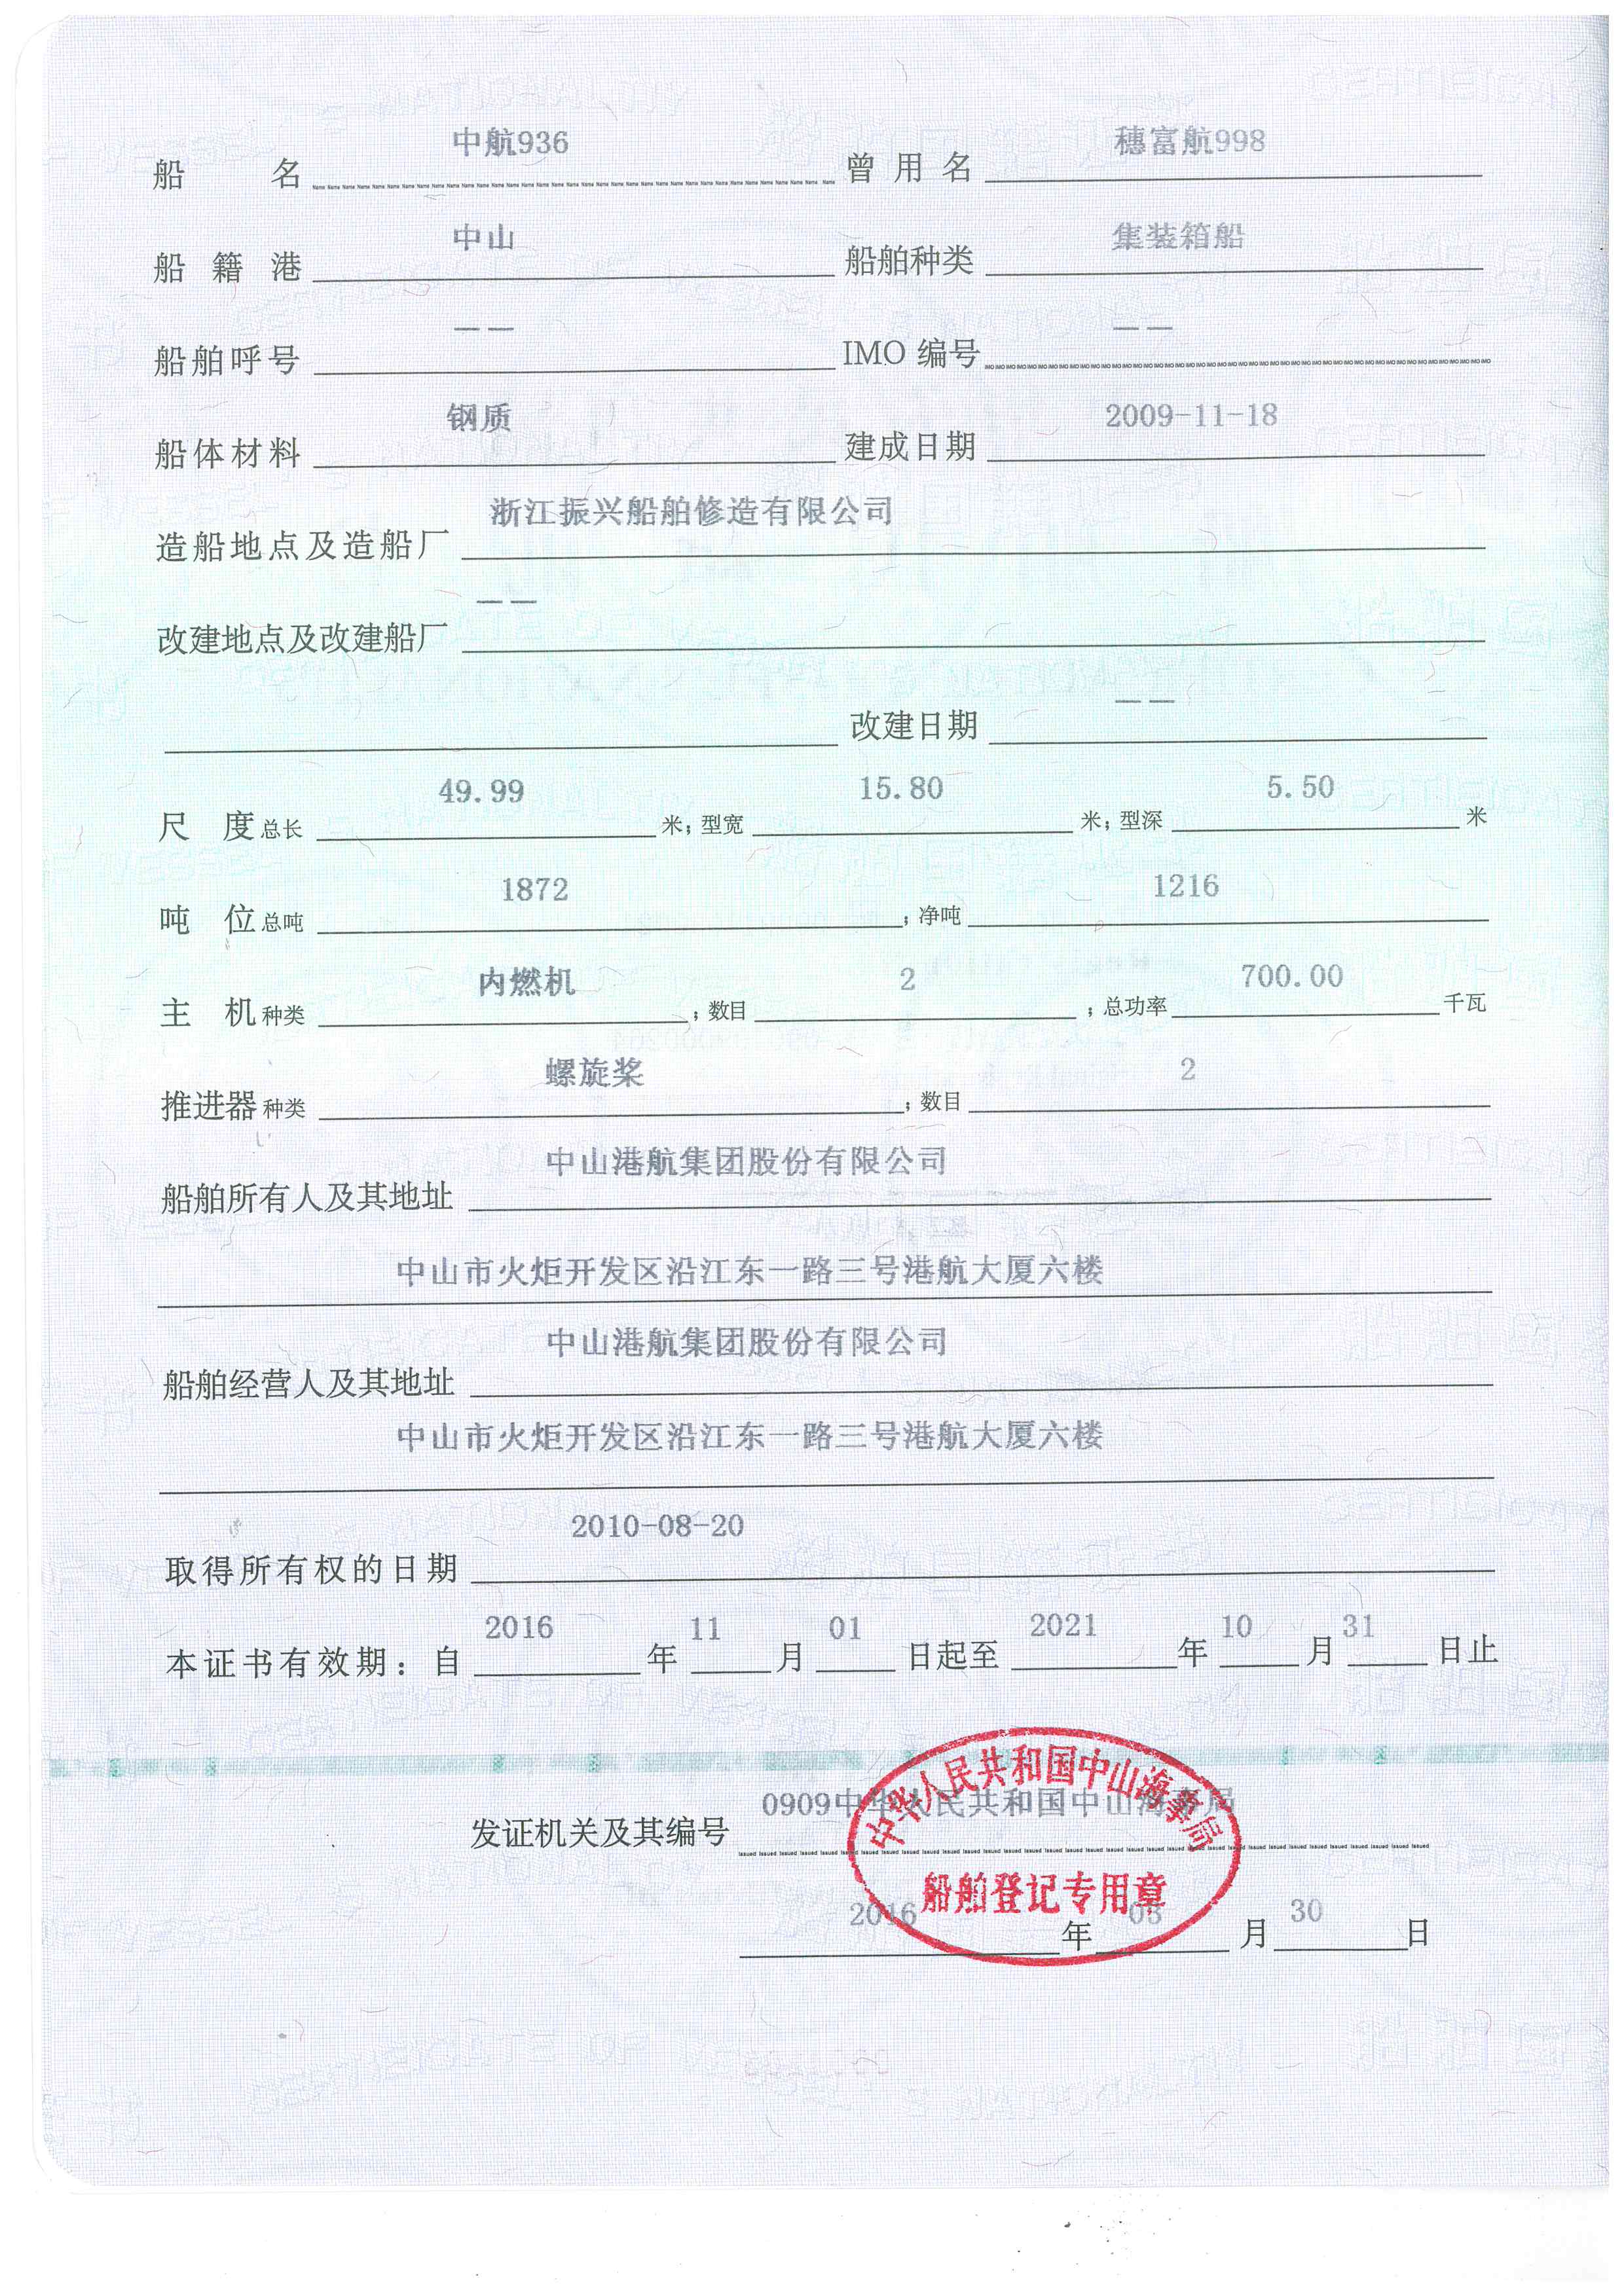 船名 中航936 曾用名 穗富航998
船籍港 中山 船舶种类 集装箱船
船舶呼号 —— IMO 编号 ——
船体材料 钢质 建成日期 2009-11-18
造船地点及造船厂 浙江振兴船舶修造有限公司
改建地点及改建船厂 ——
改建日期 ——
尺度总长 49.99 米; 型宽 15.80 米; 型深 5.50 米
吨位总吨 1872 ; 净吨 1216
主机种类 内燃机 ; 数目 2 ; 总功率 700.00 千瓦
推进器种类 螺旋桨 ; 数目 2
船舶所有人及其地址 中山港航集团股份有限公司
中山市火炬开发区沿江东一路三号港航大厦六楼
船舶经营人及其地址 中山港航集团股份有限公司
中山市火炬开发区沿江东一路三号港航大厦六楼
取得所有权的日期 2010-08-20
本证书有效期: 自 2016 年 11 月 01 日起至 2021 年 10 月 31 日止
发证机关及其编号 0909中华人民共和国中山海事局
中华人民共和国中山海事局
船舶登记专用章
2016 年 月 30 日